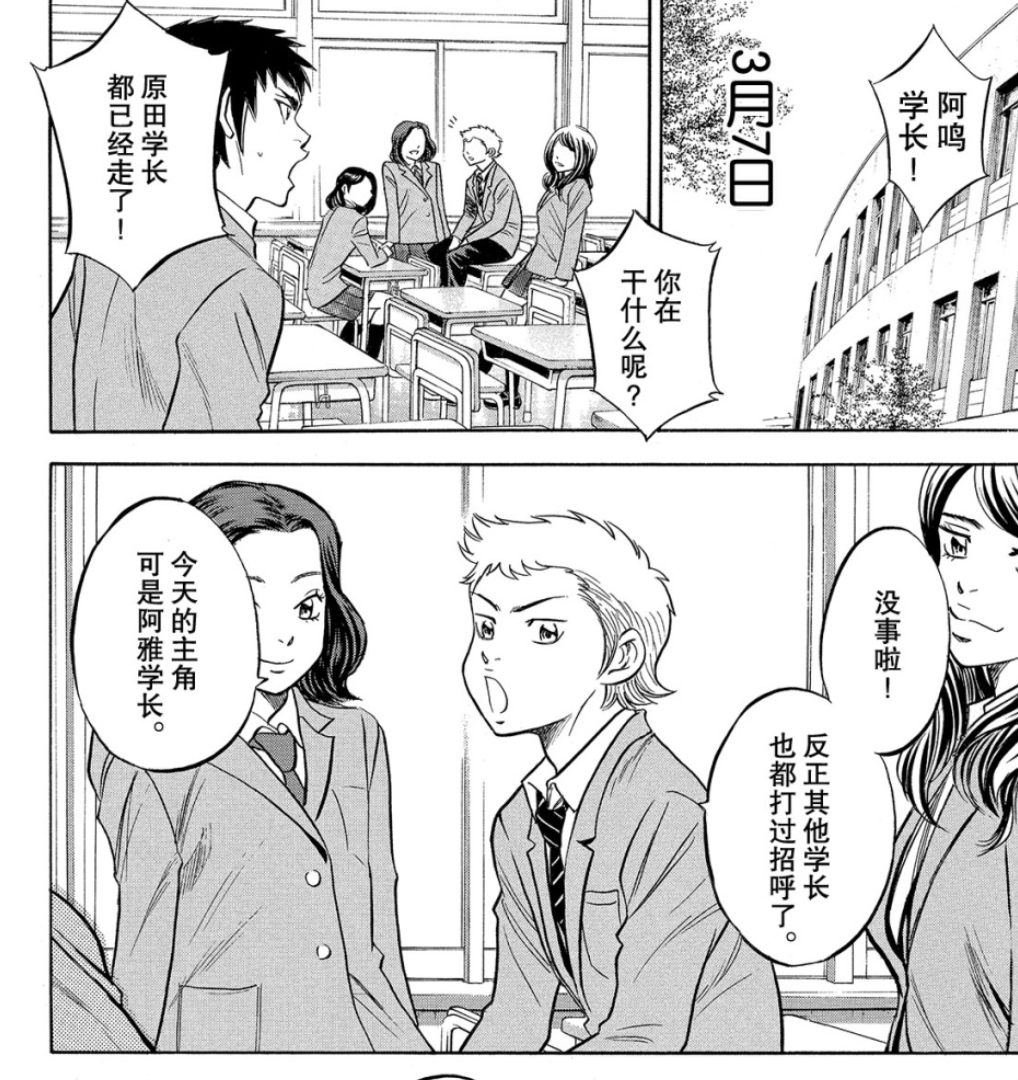 阿鸣
学长！
3月7日
你在
干什么呢？
原田学长
都已经走了！
没事啦！
反正其他学长
也都打过招呼了。
今天的主角
可是阿雅学长。